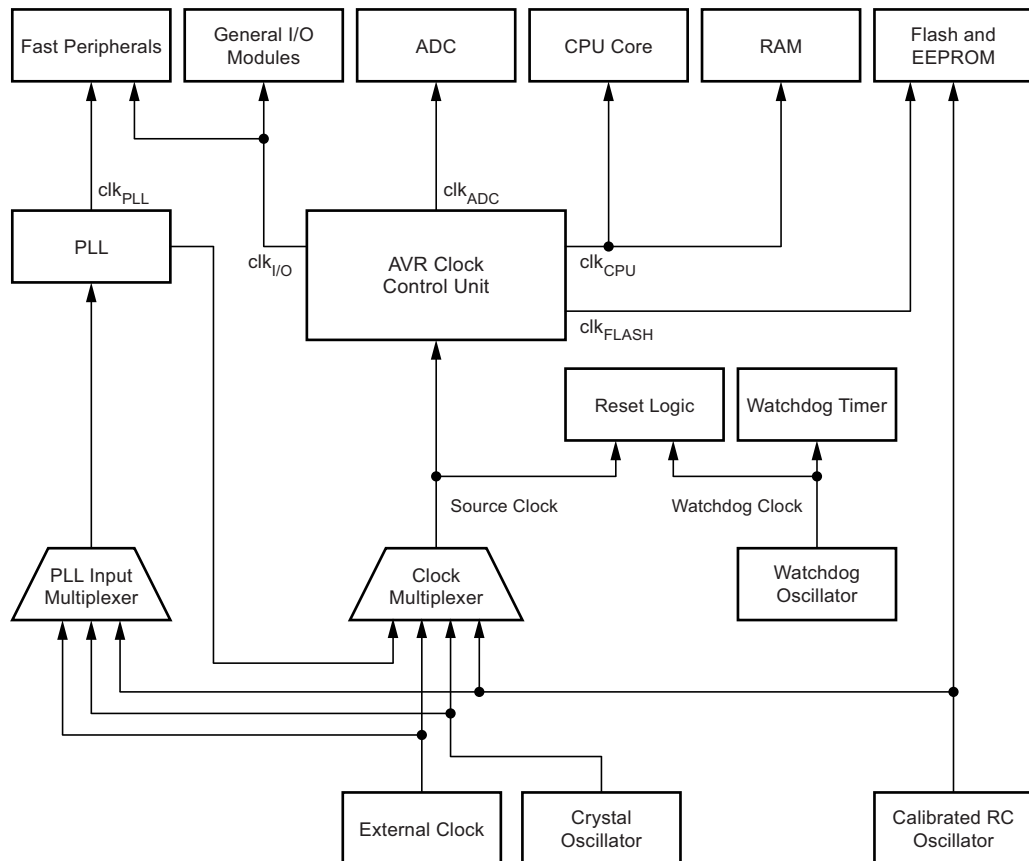 Fast Peripherals
General I/O
Modules
ADC
CPU Core
RAM
Flash and
EEPROM
clkPLL
clkADC
PLL
clkI/O
AVR Clock
Control Unit
clkCPU
clkFLASH
Reset Logic
Watchdog Timer
Source Clock
Watchdog Clock
PLL Input
Multiplexer
Clock
Multiplexer
Watchdog
Oscillator
External Clock
Crystal
Oscillator
Calibrated RC
Oscillator